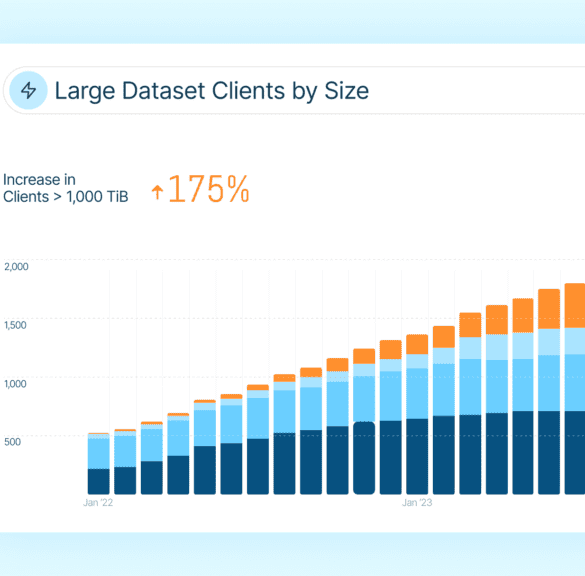 Large Dataset Clients by Size
Increase in
Clients > 1,000 TiB
175%
2,000
1,500
1,000
500
Jan '22
Jan '23